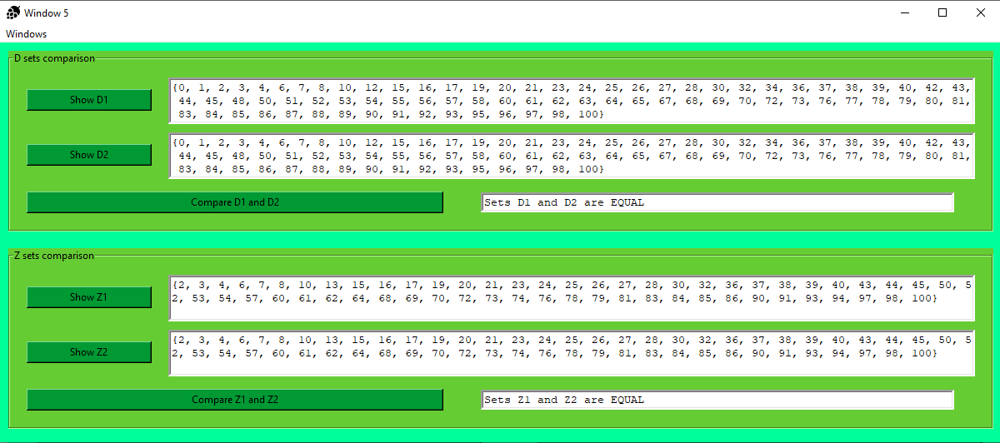 Window 5
Windows
D sets comparison
Show D1
{0, 1, 2, 3, 4, 6, 7, 8, 10, 12, 15, 16, 17, 19, 20, 21, 23, 24, 25, 26, 27, 28, 30, 32, 34, 36, 37, 38, 39, 40, 42, 43,
44, 45, 48, 50, 51, 52, 53, 54, 55, 56, 57, 58, 60, 61, 62, 63, 64, 65, 67, 68, 69, 70, 72, 73, 76, 77, 78, 79, 80, 81,
83, 84, 85, 86, 87, 88, 89, 90, 91, 92, 93, 95, 96, 97, 98, 100}
Show D2
{0, 1, 2, 3, 4, 6, 7, 8, 10, 12, 15, 16, 17, 19, 20, 21, 23, 24, 25, 26, 27, 28, 30, 32, 34, 36, 37, 38, 39, 40, 42, 43,
44, 45, 48, 50, 51, 52, 53, 54, 55, 56, 57, 58, 60, 61, 62, 63, 64, 65, 67, 68, 69, 70, 72, 73, 76, 77, 78, 79, 80, 81,
83, 84, 85, 86, 87, 88, 89, 90, 91, 92, 93, 95, 96, 97, 98, 100}
Compare D1 and D2
Sets D1 and D2 are EQUAL
Z sets comparison
Show Z1
{2, 3, 4, 6, 7, 8, 10, 13, 15, 16, 17, 19, 20, 21, 23, 24, 25, 26, 27, 28, 30, 32, 36, 37, 38, 39, 40, 43, 44, 45, 50, 5
2, 53, 54, 57, 60, 61, 62, 64, 68, 69, 70, 72, 73, 74, 76, 78, 79, 81, 83, 84, 85, 86, 90, 91, 93, 94, 97, 98, 100}
Show Z2
{2, 3, 4, 6, 7, 8, 10, 13, 15, 16, 17, 19, 20, 21, 23, 24, 25, 26, 27, 28, 30, 32, 36, 37, 38, 39, 40, 43, 44, 45, 50, 5
2, 53, 54, 57, 60, 61, 62, 64, 68, 69, 70, 72, 73, 74, 76, 78, 79, 81, 83, 84, 85, 86, 90, 91, 93, 94, 97, 98, 100}
Compare Z1 and Z2
Sets Z1 and Z2 are EQUAL